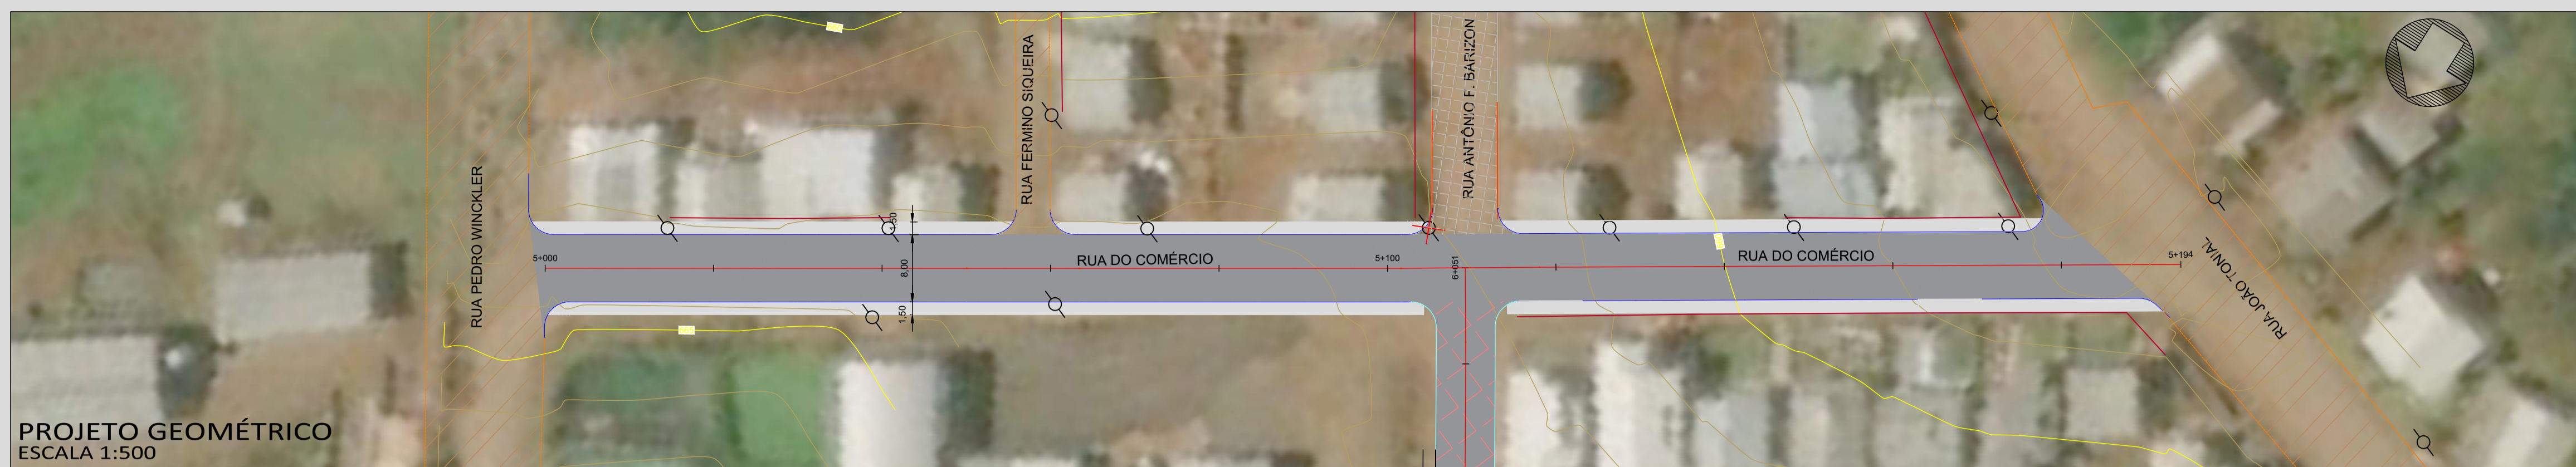 RUA PEDRO WINCKLER
RUA FERMINO SIQUEIRA
RUA ANTÔNIO F. BARIZON
1.50
5+000
8.00
RUA DO COMÉRCIO
5+100
6+051
RUA DO COMÉRCIO
5+194
RUA JOÃO TONIAL
1.50
PROJETO GEOMÉTRICO
ESCALA 1:500